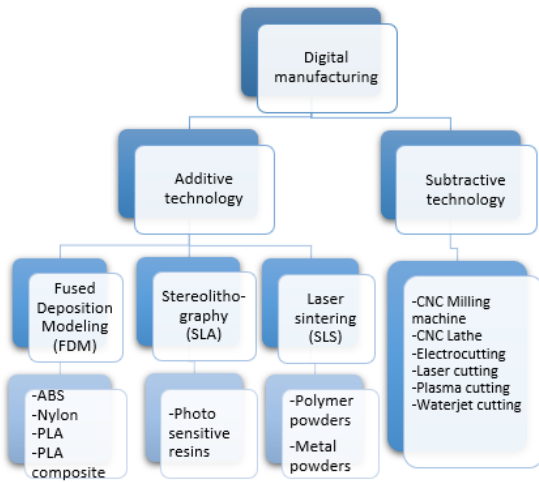 Digital
manufacturing
Additive
technology
Subtractive
technology
Fused
Deposition
Modeling
(FDM)
Stereolitho-
graphy
(SLA)
Laser
sintering
(SLS)
-CNC Milling
machine
-CNC Lathe
-Electrocutting
-Laser cutting
-Plasma cutting
-Waterjet cutting
-ABS
-Nylon
-PLA
-PLA
composite
-Photo
sensitive
resins
-Polymer
powders
-Metal
powders